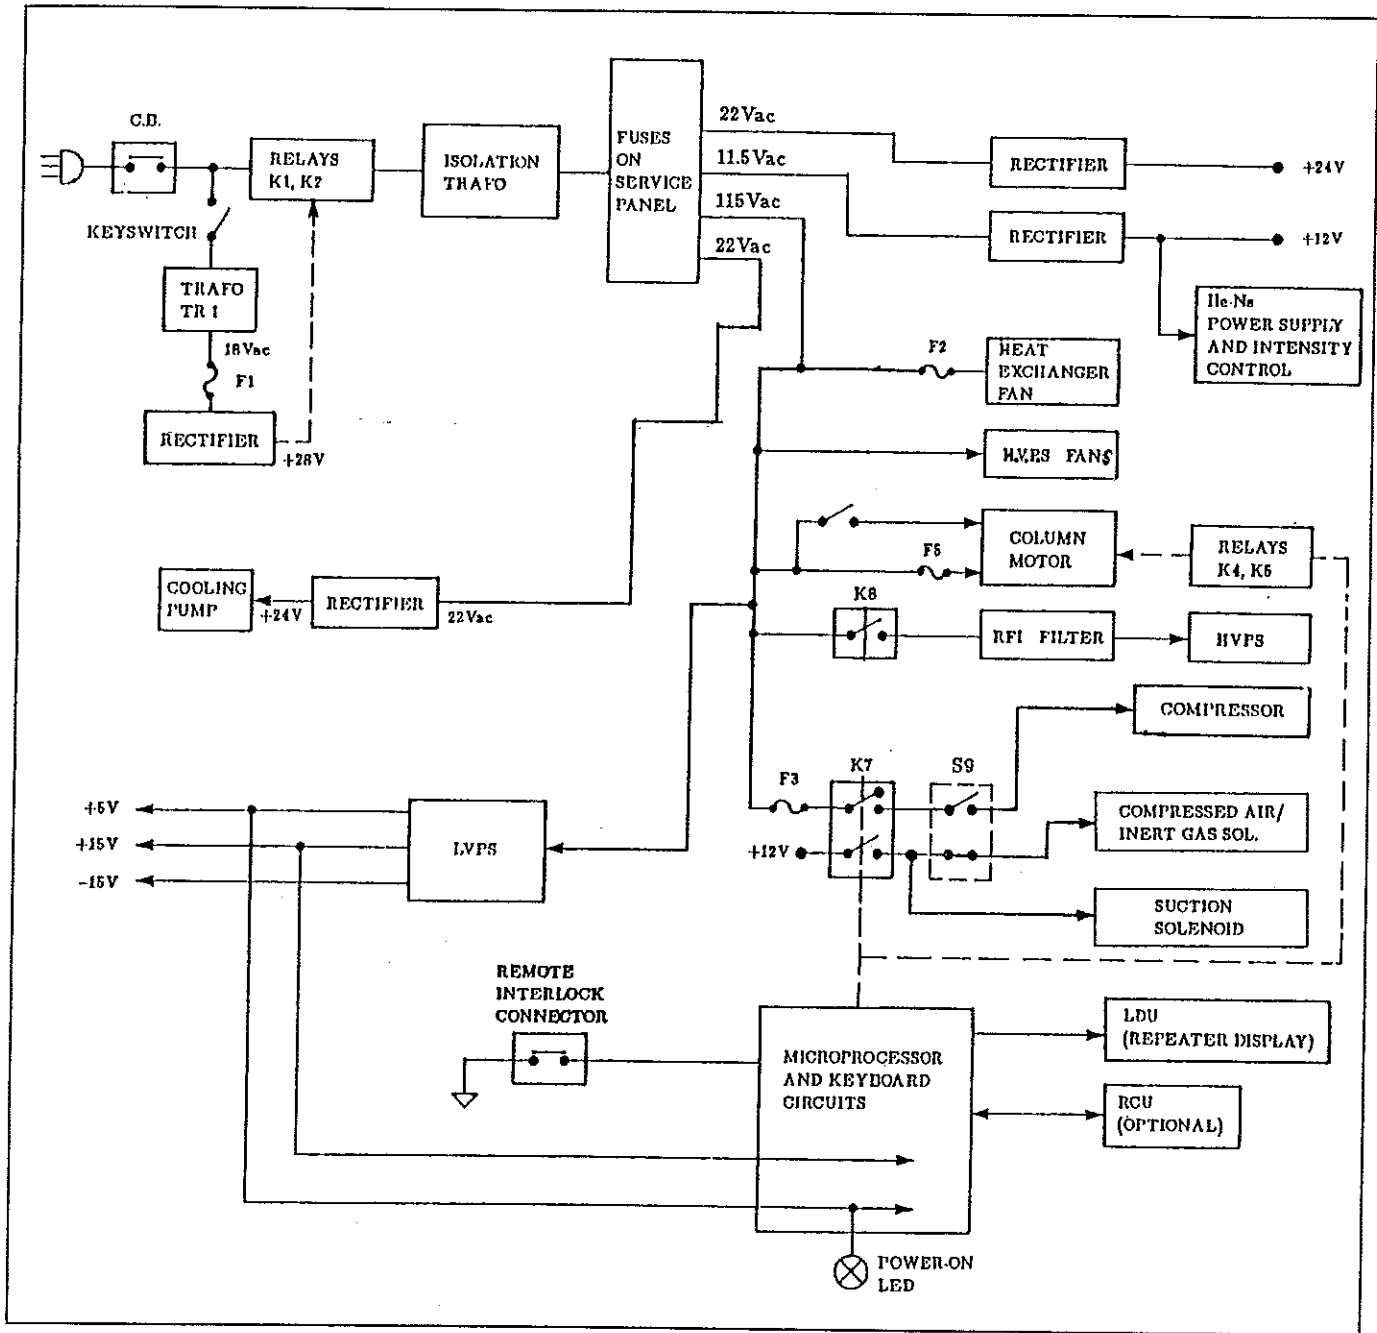 C.B.
22Vac
FUSES
ON
SERVICE
PANEL
RELAYS
K1, K2
ISOLATION
TRAFO
11.5Vac
RECTIFIER
+24V
115Vac
KEYSWITCH
22Vac
RECTIFIER
+12V
TRAFO
TR1
He-Ne
POWER SUPPLY
AND INTENSITY
CONTROL
18Vac
F1
F2
HEAT
EXCHANGER
FAN
RECTIFIER
+28V
H.V.P.S FANS
COLUMN
MOTOR
F5
RELAYS
K4, K5
COOLING
PUMP
+24V
RECTIFIER
22Vac
K8
RFI FILTER
HVPS
COMPRESSOR
F3
K7
S9
+5V
+15V
-15V
LVPS
+12V
COMPRESSED AIR/
INERT GAS SOL.
SUCTION
SOLENOID
REMOTE
INTERLOCK
CONNECTOR
MICROPROCESSOR
AND KEYBOARD
CIRCUITS
LDU
(REPEATER DISPLAY)
RCU
(OPTIONAL)
POWER-ON
LED